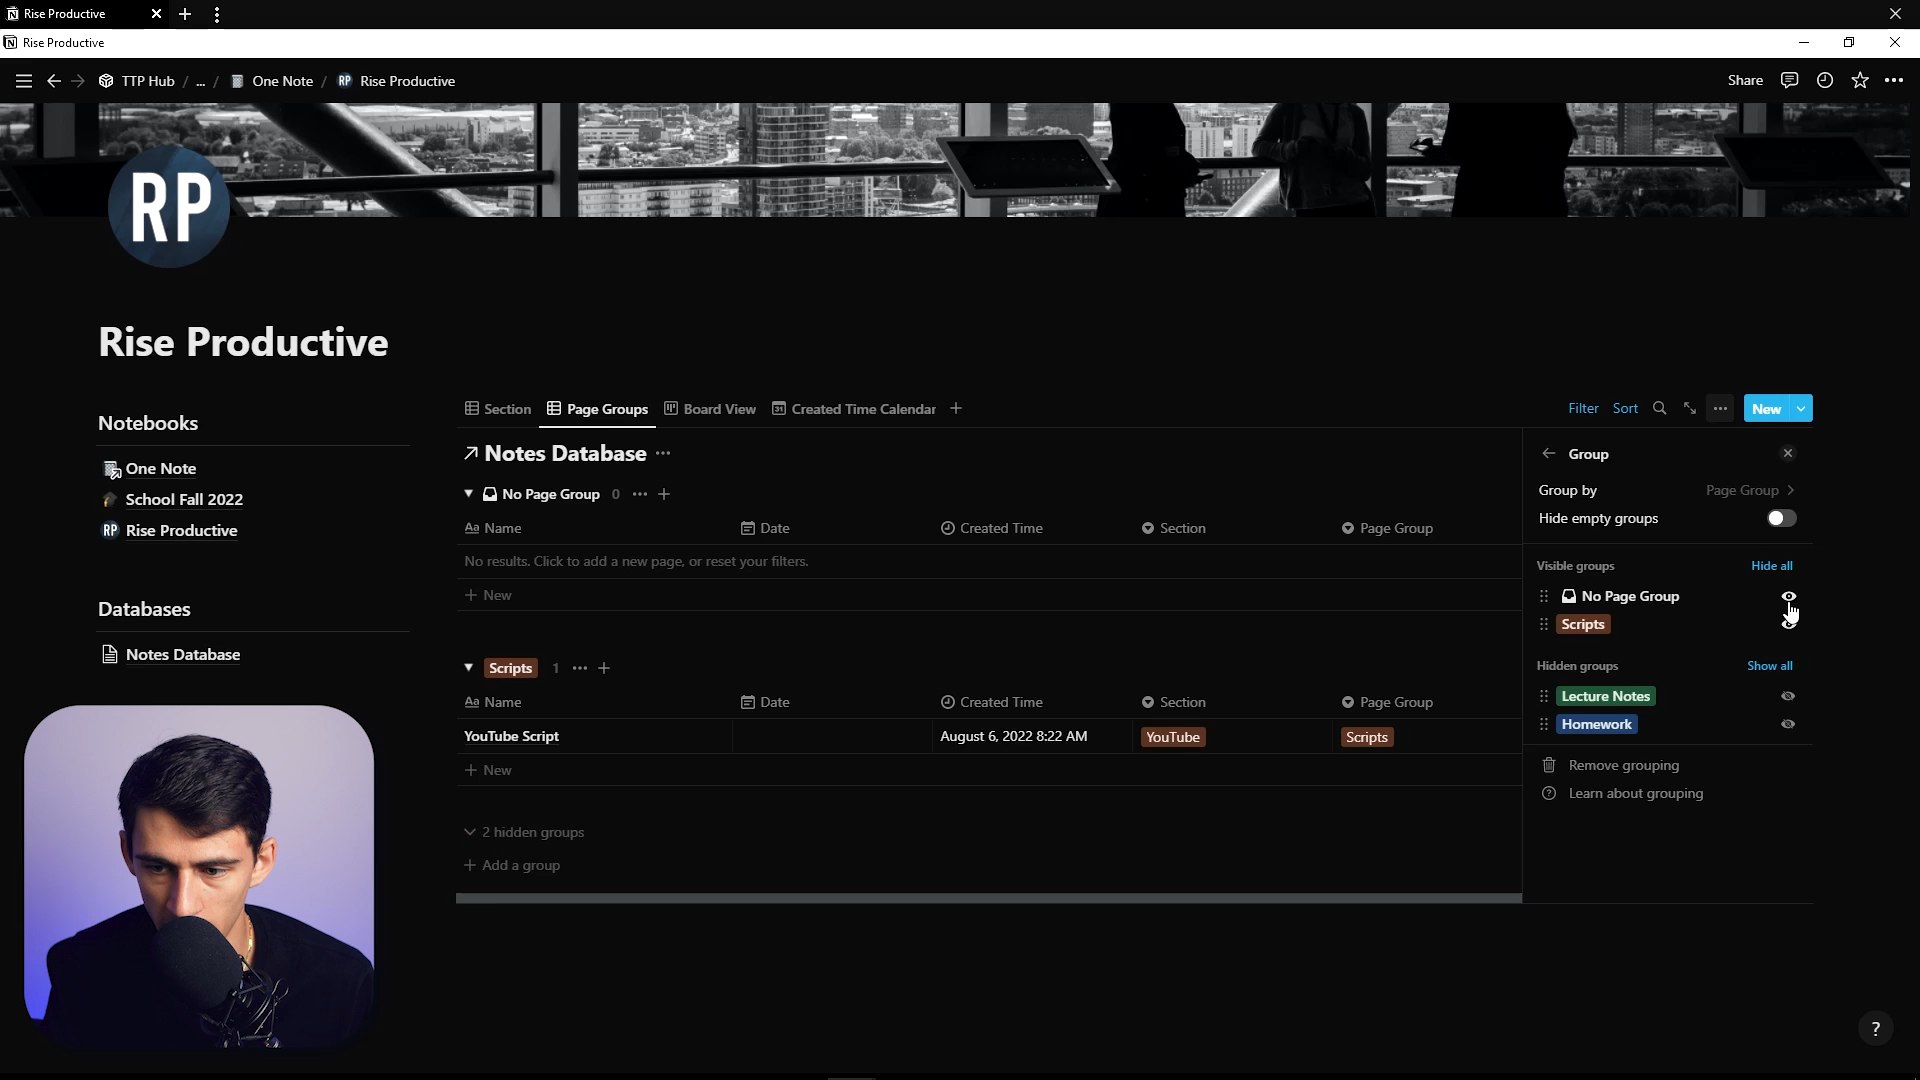 Rise Productive
Rise Productive
TTP Hub / ... / One Note / RP Rise Productive
Share
RP
Rise Productive
Notebooks
One Note
School Fall 2022
RP Rise Productive
Databases
Notes Database
Section Page Groups Board View Created Time Calendar
Filter Sort New
Notes Database
No Page Group 0
Aa Name Date Created Time Section Page Group
No results. Click to add a new page, or reset your filters.
+ New
Scripts 1
Aa Name Date Created Time Section Page Group
YouTube Script August 6, 2022 8:22 AM YouTube Scripts
+ New
2 hidden groups
+ Add a group
Group
Group by Page Group
Hide empty groups
Visible groups Hide all
No Page Group
Scripts
Hidden groups Show all
Lecture Notes
Homework
Remove grouping
Learn about grouping
?